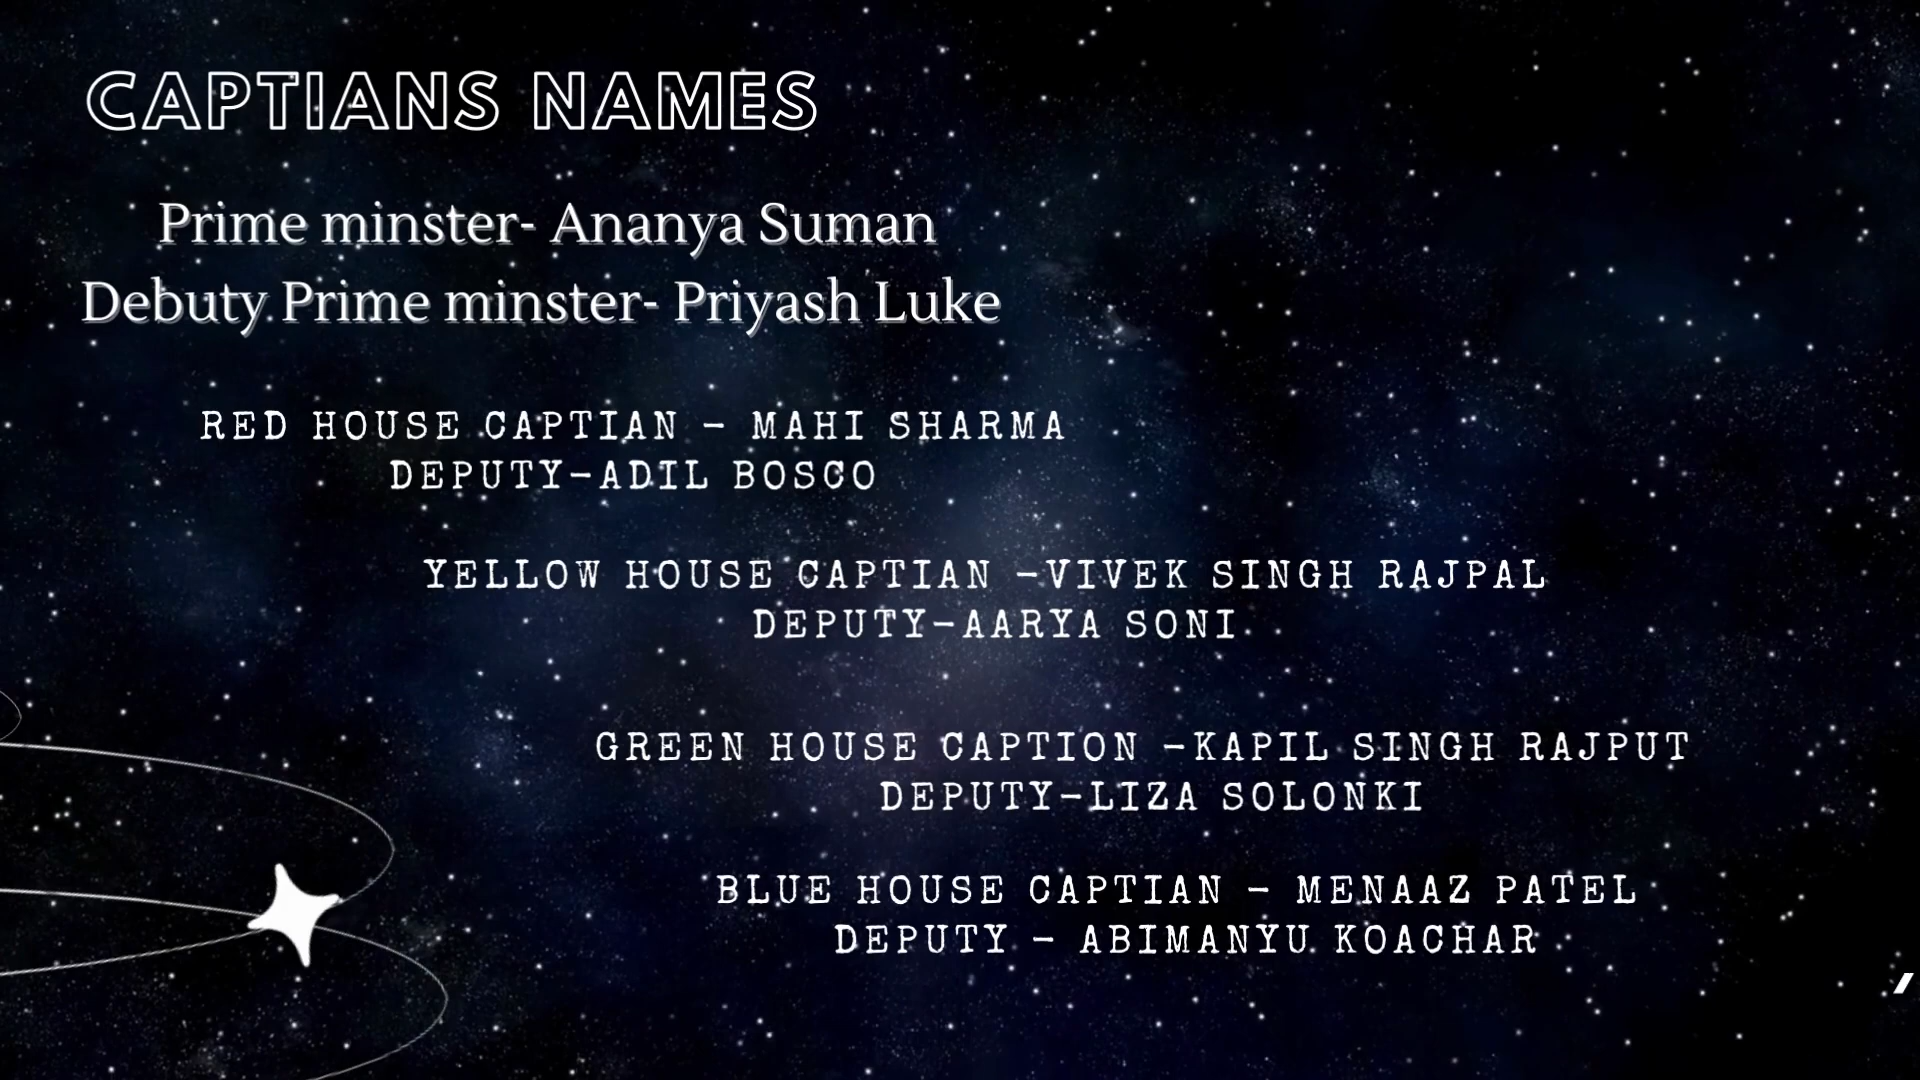 CAPTIANS NAMES
Prime minster- Ananya Suman
Debuty Prime minster- Priyash Luke
RED HOUSE CAPTIAN - MAHI SHARMA
DEPUTY-ADIL BOSCO
YELLOW HOUSE CAPTIAN -VIVEK SINGH RAJPAL
DEPUTY-AARYA SONI
GREEN HOUSE CAPTION -KAPIL SINGH RAJPUT
DEPUTY-LIZA SOLONKI
BLUE HOUSE CAPTIAN - MENAAZ PATEL
DEPUTY - ABIMANYU KOACHAR